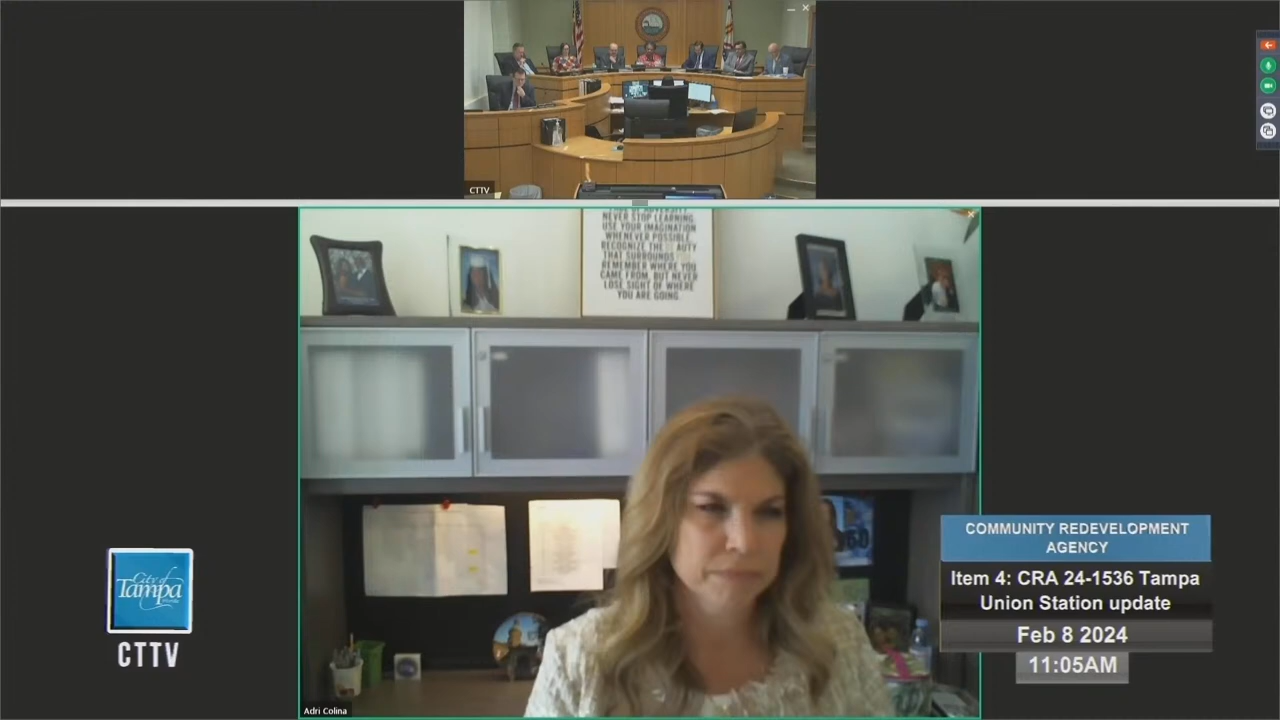 CTTV
NEVER STOP LEARNING.
USE YOUR IMAGINATION
WHENEVER POSSIBLE
RECOGNIZE THE AUTY
THAT SURROUNDS
REMEMBER WHERE YOU
CAME FROM, BUT NEVER
LOSE SIGHT OF WHERE
YOU ARE GOING.
City of
Tampa
CTTV
COMMUNITY REDEVELOPMENT
AGENCY
Item 4: CRA 24-1536 Tampa
Union Station update
Feb 8 2024
11:05AM
Adri Colina